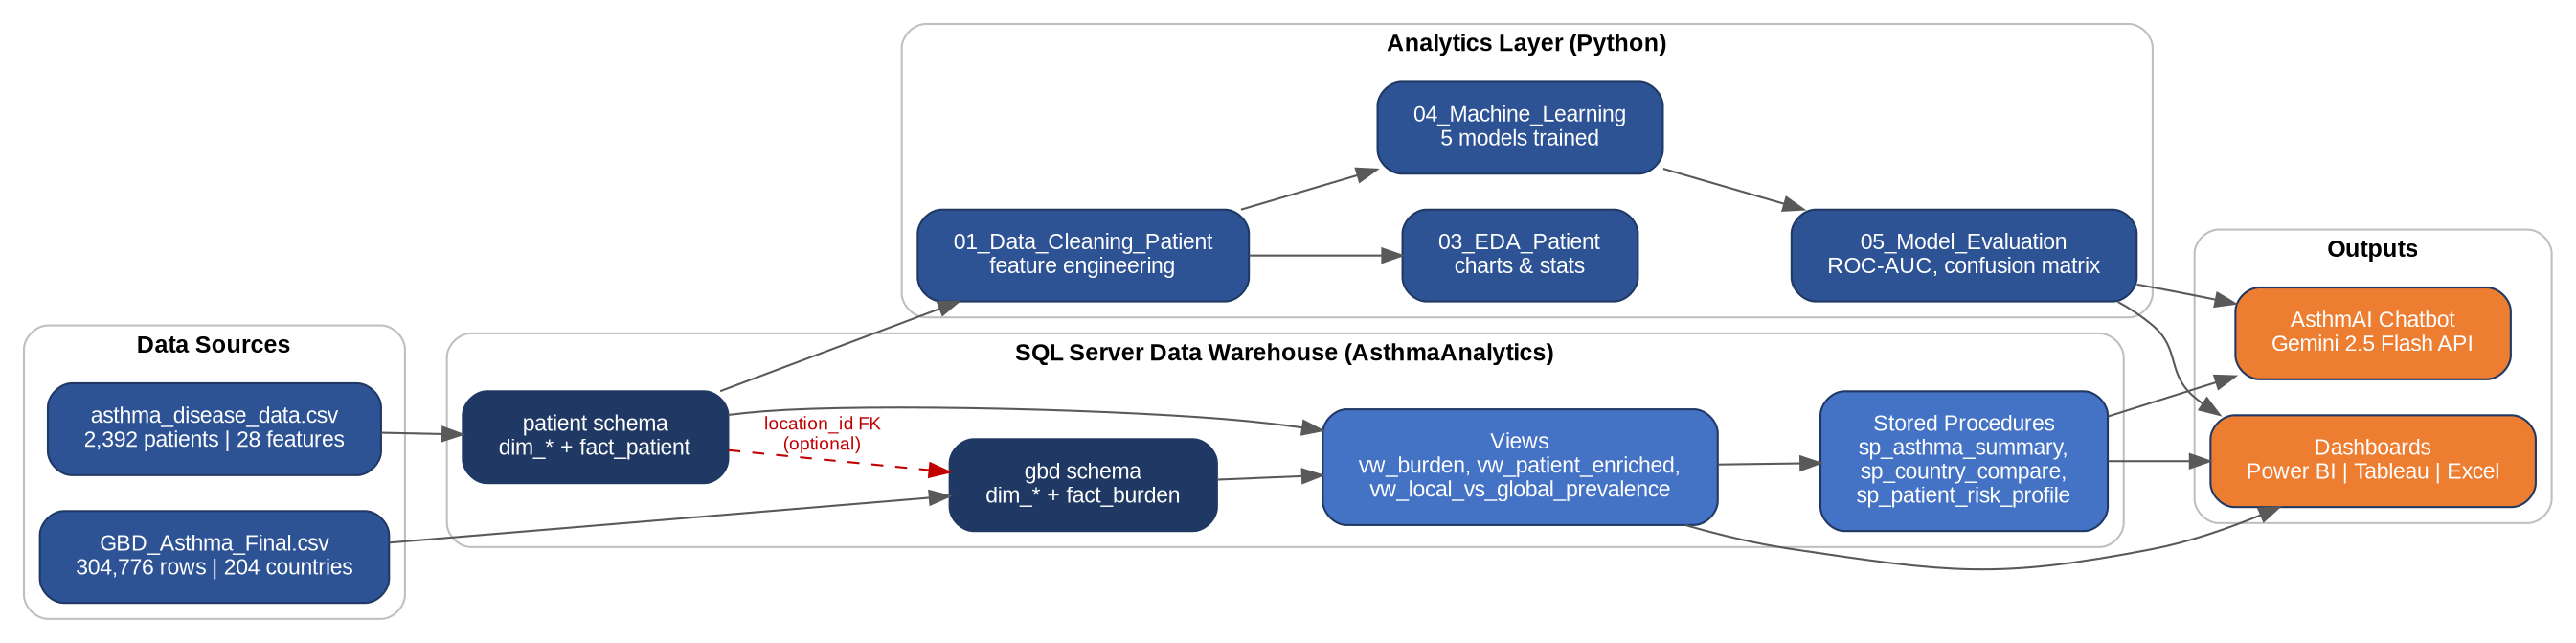 Analytics Layer (Python)
04_Machine_Learning
5 models trained
01_Data_Cleaning_Patient
feature engineering
03_EDA_Patient
charts & stats
05_Model_Evaluation
ROC-AUC, confusion matrix
Data Sources
asthma_disease_data.csv
2,392 patients | 28 features
GBD_Asthma_Final.csv
304,776 rows | 204 countries
SQL Server Data Warehouse (AsthmaAnalytics)
patient schema
dim_* + fact_patient
location_id FK
(optional)
gbd schema
dim_* + fact_burden
Views
vw_burden, vw_patient_enriched,
vw_local_vs_global_prevalence
Stored Procedures
sp_asthma_summary,
sp_country_compare,
sp_patient_risk_profile
Outputs
AsthmAI Chatbot
Gemini 2.5 Flash API
Dashboards
Power BI | Tableau | Excel